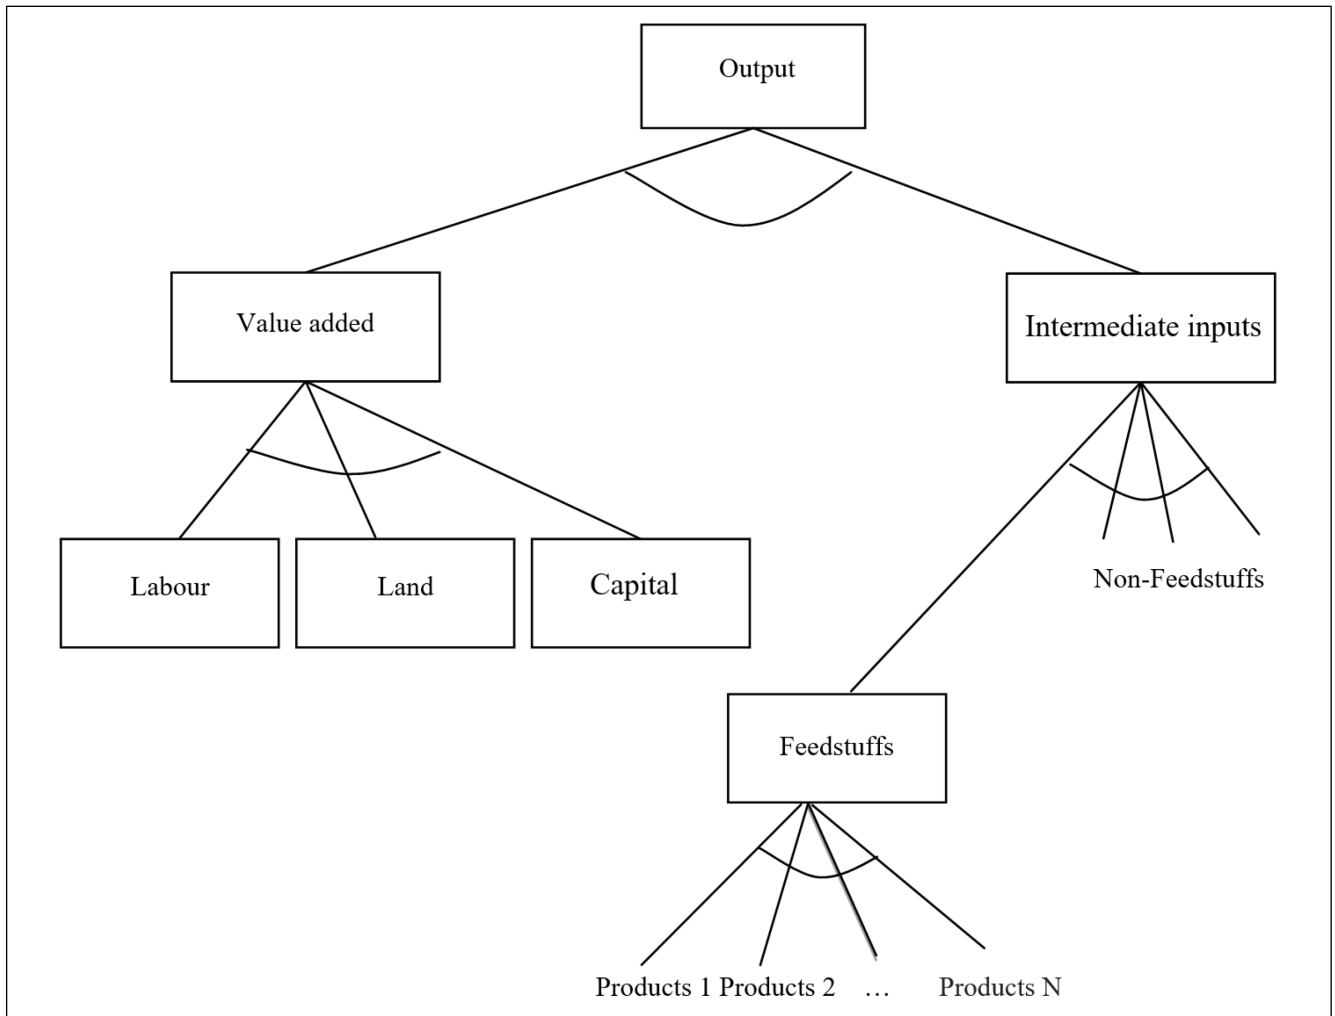 Output
Value added
Intermediate inputs
Labour
Land
Capital
Non-Feedstuffs
Feedstuffs
Products 1 Products 2 … Products N